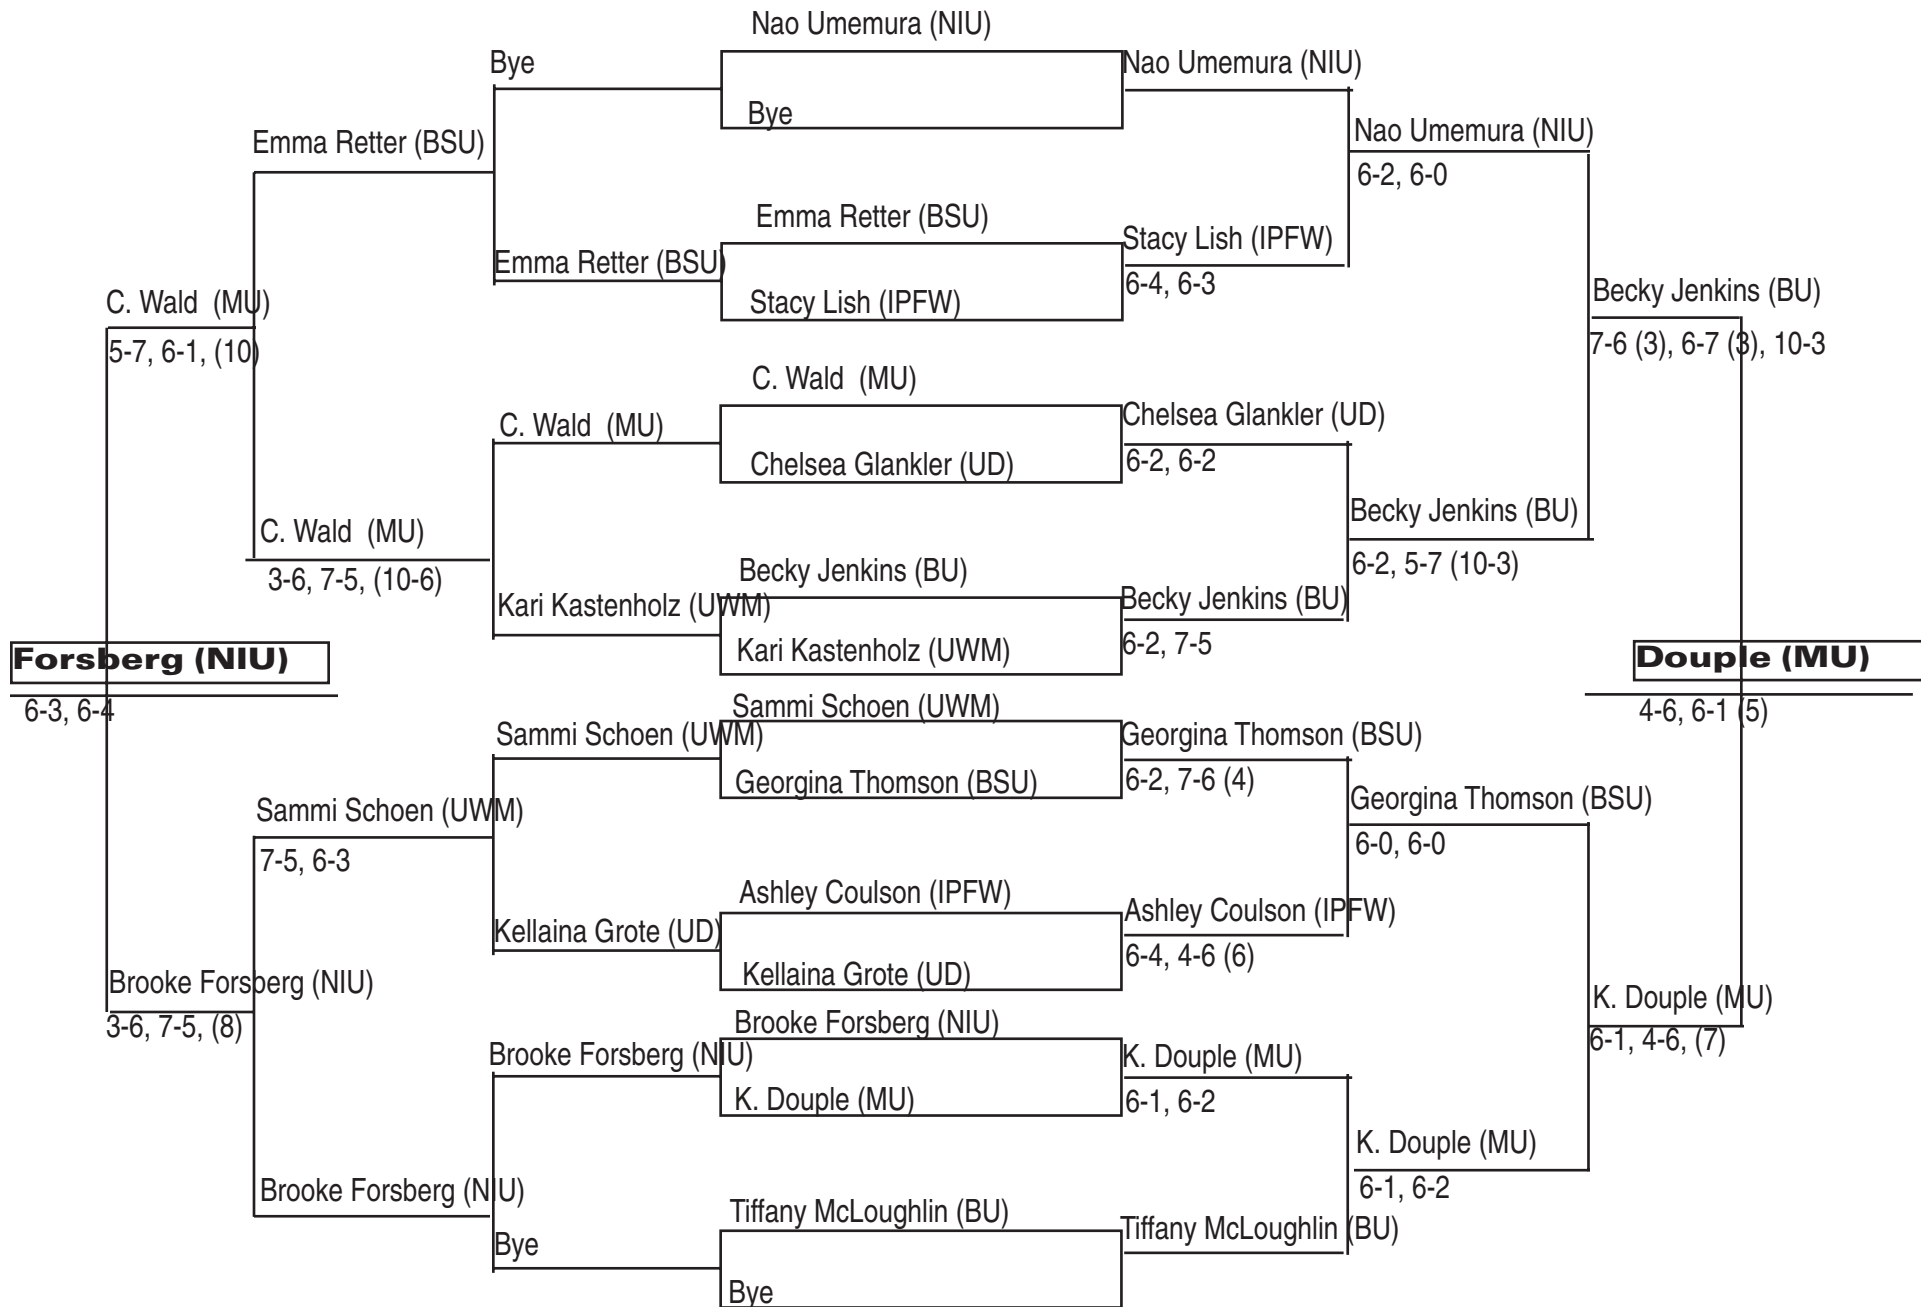 Nao Umemura (NIU)
Bye
Nao Umemura (NIU)
Bye
Emma Retter (BSU)
Nao Umemura (NIU)
6-2, 6-0
Emma Retter (BSU)
Stacy Lish (IPFW)
Emma Retter (BSU)
6-4, 6-3
Stacy Lish (IPFW)
C. Wald (MU)
Becky Jenkins (BU)
5-7, 6-1, (10)
7-6 (3), 6-7 (3), 10-3
C. Wald (MU)
Chelsea Glankler (UD)
C. Wald (MU)
6-2, 6-2
Chelsea Glankler (UD)
C. Wald (MU)
Becky Jenkins (BU)
3-6, 7-5, (10-6)
6-2, 5-7 (10-3)
Becky Jenkins (BU)
Kari Kastenholz (UWM)
Becky Jenkins (BU)
6-2, 7-5
Kari Kastenholz (UWM)
Forsberg (NIU)
Douple (MU)
6-3, 6-4
4-6, 6-1 (5)
Sammi Schoen (UWM)
Sammi Schoen (UWM)
Georgina Thomson (BSU)
Georgina Thomson (BSU)
6-2, 7-6 (4)
Sammi Schoen (UWM)
Georgina Thomson (BSU)
7-5, 6-3
6-0, 6-0
Ashley Coulson (IPFW)
Kellaina Grote (UD)
Ashley Coulson (IPFW)
6-4, 4-6 (6)
Kellaina Grote (UD)
Brooke Forsberg (NIU)
K. Douple (MU)
3-6, 7-5, (8)
6-1, 4-6, (7)
Brooke Forsberg (NIU)
Brooke Forsberg (NIU)
K. Douple (MU)
K. Douple (MU)
6-1, 6-2
K. Douple (MU)
6-1, 6-2
Brooke Forsberg (NIU)
Tiffany McLoughlin (BU)
Tiffany McLoughlin (BU)
Bye
Bye